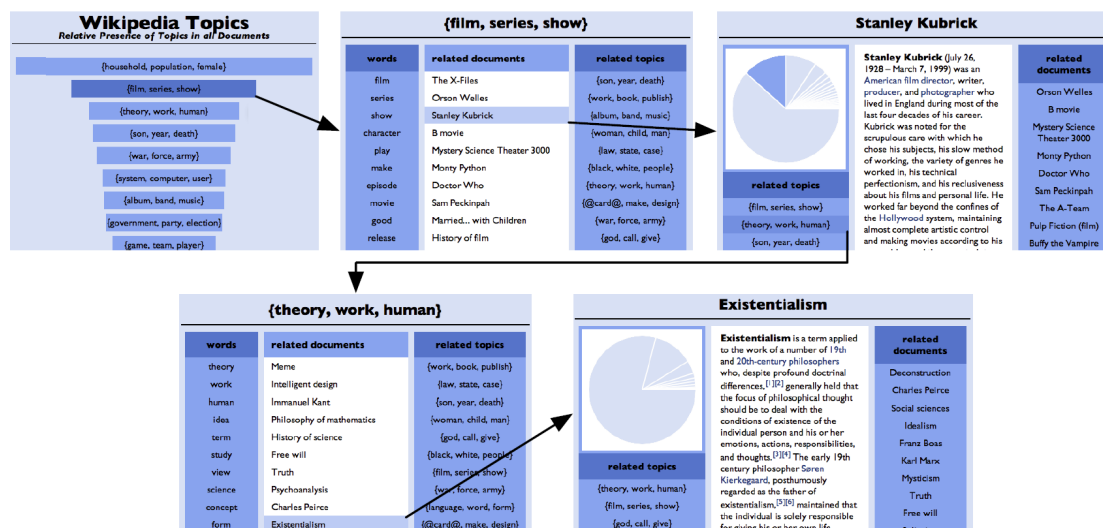 Wikipedia Topics
Relative Presence of Topics in all Documents
{household, population, female}
{film, series, show}
{theory, work, human}
{son, year, death}
{war, force, army}
{system, computer, user}
{album, band, music}
{government, party, election}
{game, team, player}
{film, series, show}
words
film
series
show
character
play
make
episode
movie
good
release
related documents
The X-Files
Orson Welles
Stanley Kubrick
B movie
Mystery Science Theater 3000
Monty Python
Doctor Who
Sam Peckinpah
Married... with Children
History of film
related topics
{son, year, death}
{work, book, publish}
{album, band, music}
{woman, child, man}
{law, state, case}
{black, white, people}
{theory, work, human}
{@card@, make, design}
{war, force, army}
{god, call, give}
Stanley Kubrick
related topics
{film, series, show}
{theory, work, human}
{son, year, death}
Stanley Kubrick (July 26,
1928 – March 7, 1999) was an
American film director, writer,
producer, and photographer who
lived in England during most of the
last four decades of his career.
Kubrick was noted for the
scrupulous care with which he
chose his subjects, his slow method
of working, the variety of genres he
worked in, his technical
perfectionism, and his reclusiveness
about his films and personal life. He
worked far beyond the confines of
the Hollywood system, maintaining
almost complete artistic control
and making movies according to his
related
documents
Orson Welles
B movie
Mystery Science
Theater 3000
Monty Python
Doctor Who
Sam Peckinpah
The A-Team
Pulp Fiction (film)
Buffy the Vampire
{theory, work, human}
words
theory
work
human
idea
term
study
view
science
concept
form
related documents
Meme
Intelligent design
Immanuel Kant
Philosophy of mathematics
History of science
Free will
Truth
Psychoanalysis
Charles Peirce
Existentialism
related topics
{work, book, publish}
{law, state, case}
{son, year, death}
{woman, child, man}
{god, call, give}
{black, white, people}
{film, series, show}
{war, force, army}
{language, word, form}
{@card@, make, design}
Existentialism
related topics
{theory, work, human}
{film, series, show}
{god, call, give}
Existentialism is a term applied
to the work of a number of 19th
and 20th-century philosophers
who, despite profound doctrinal
differences,[1][2] generally held that
the focus of philosophical thought
should be to deal with the
conditions of existence of the
individual person and his or her
emotions, actions, responsibilities,
and thoughts.[3][4] The early 19th
century philosopher Søren
Kierkegaard, posthumously
regarded as the father of
existentialism,[5][6] maintained that
the individual is solely responsible
for giving his or her own life
related
documents
Deconstruction
Charles Peirce
Social sciences
Idealism
Franz Boas
Karl Marx
Mysticism
Truth
Free will